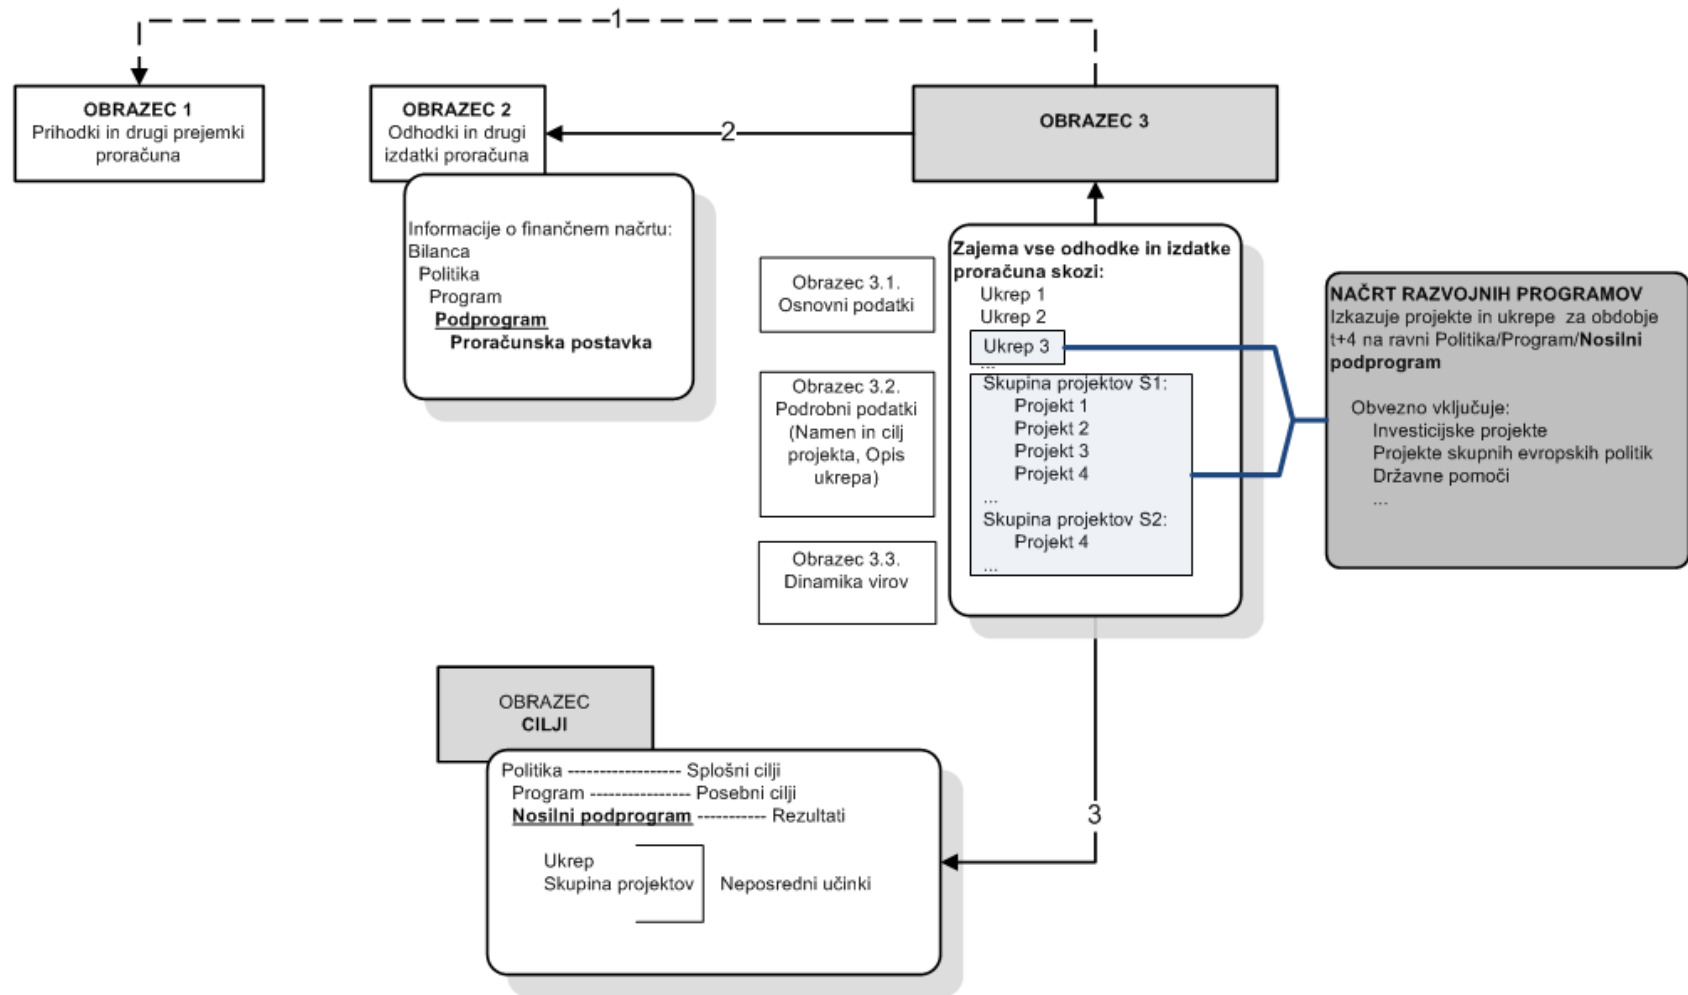 1
OBRAZEC 1
Prihodki in drugi prejemki
proračuna
OBRAZEC 2
Odhodki in drugi
izdatki proračuna
2
OBRAZEC 3
Informacije o finančnem načrtu:
Bilanca
Politika
Program
Podprogram
Proračunska postavka
Obrazec 3.1.
Osnovni podatki
Obrazec 3.2.
Podrobni podatki
(Namen in cilj
projekta, Opis
ukrepa)
Obrazec 3.3.
Dinamika virov
Zajema vse odhodke in izdatke
proračuna skozi:
Ukrep 1
Ukrep 2
Ukrep 3
...
Skupina projektov S1:
Projekt 1
Projekt 2
Projekt 3
Projekt 4
...
Skupina projektov S2:
Projekt 4
...
NAČRT RAZVOJNIH PROGRAMOV
Izkazuje projekte in ukrepe za obdobje
t+4 na ravni Politika/Program/Nosilni
podprogram
Obvezno vključuje:
Investicijske projekte
Projekte skupnih evropskih politik
Državne pomoči
...
OBRAZEC
CILJI
Politika ------------------- Splošni cilji
Program ----------------- Posebni cilji
Nosilni podprogram ----------- Rezultati
Ukrep
Skupina projektov
Neposredni učinki
3